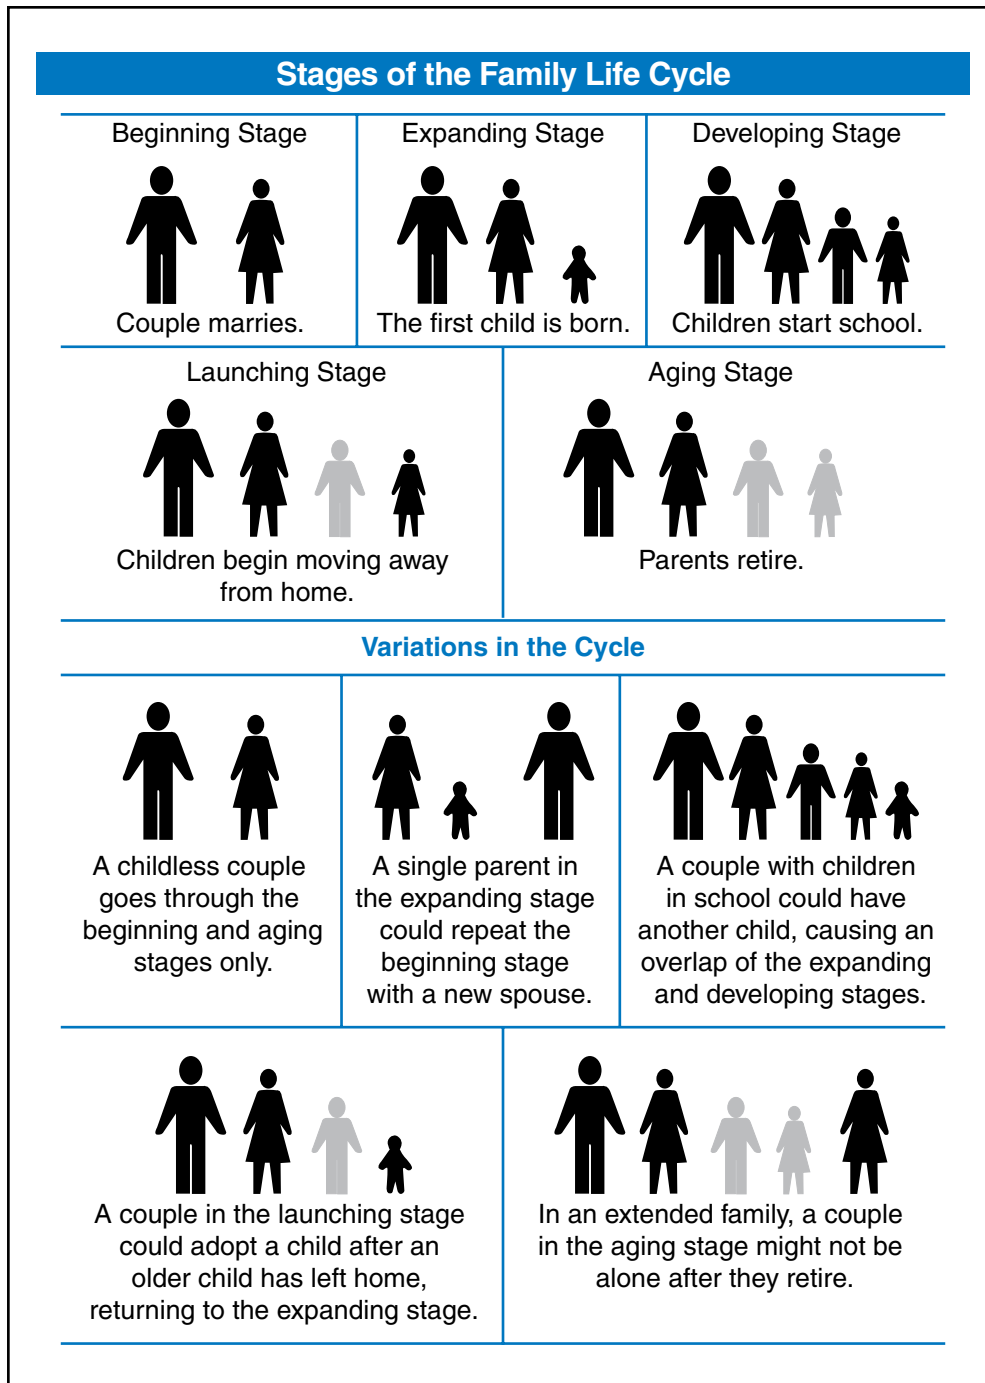 Stages of the Family Life Cycle
Beginning Stage
Couple marries.
Expanding Stage
The first child is born.
Developing Stage
Children start school.
Launching Stage
Children begin moving away
from home.
Aging Stage
Parents retire.
Variations in the Cycle
A childless couple
goes through the
beginning and aging
stages only.
A single parent in
the expanding stage
could repeat the
beginning stage
with a new spouse.
A couple with children
in school could have
another child, causing an
overlap of the expanding
and developing stages.
A couple in the launching stage
could adopt a child after an
older child has left home,
returning to the expanding stage.
In an extended family, a couple
in the aging stage might not be
alone after they retire.